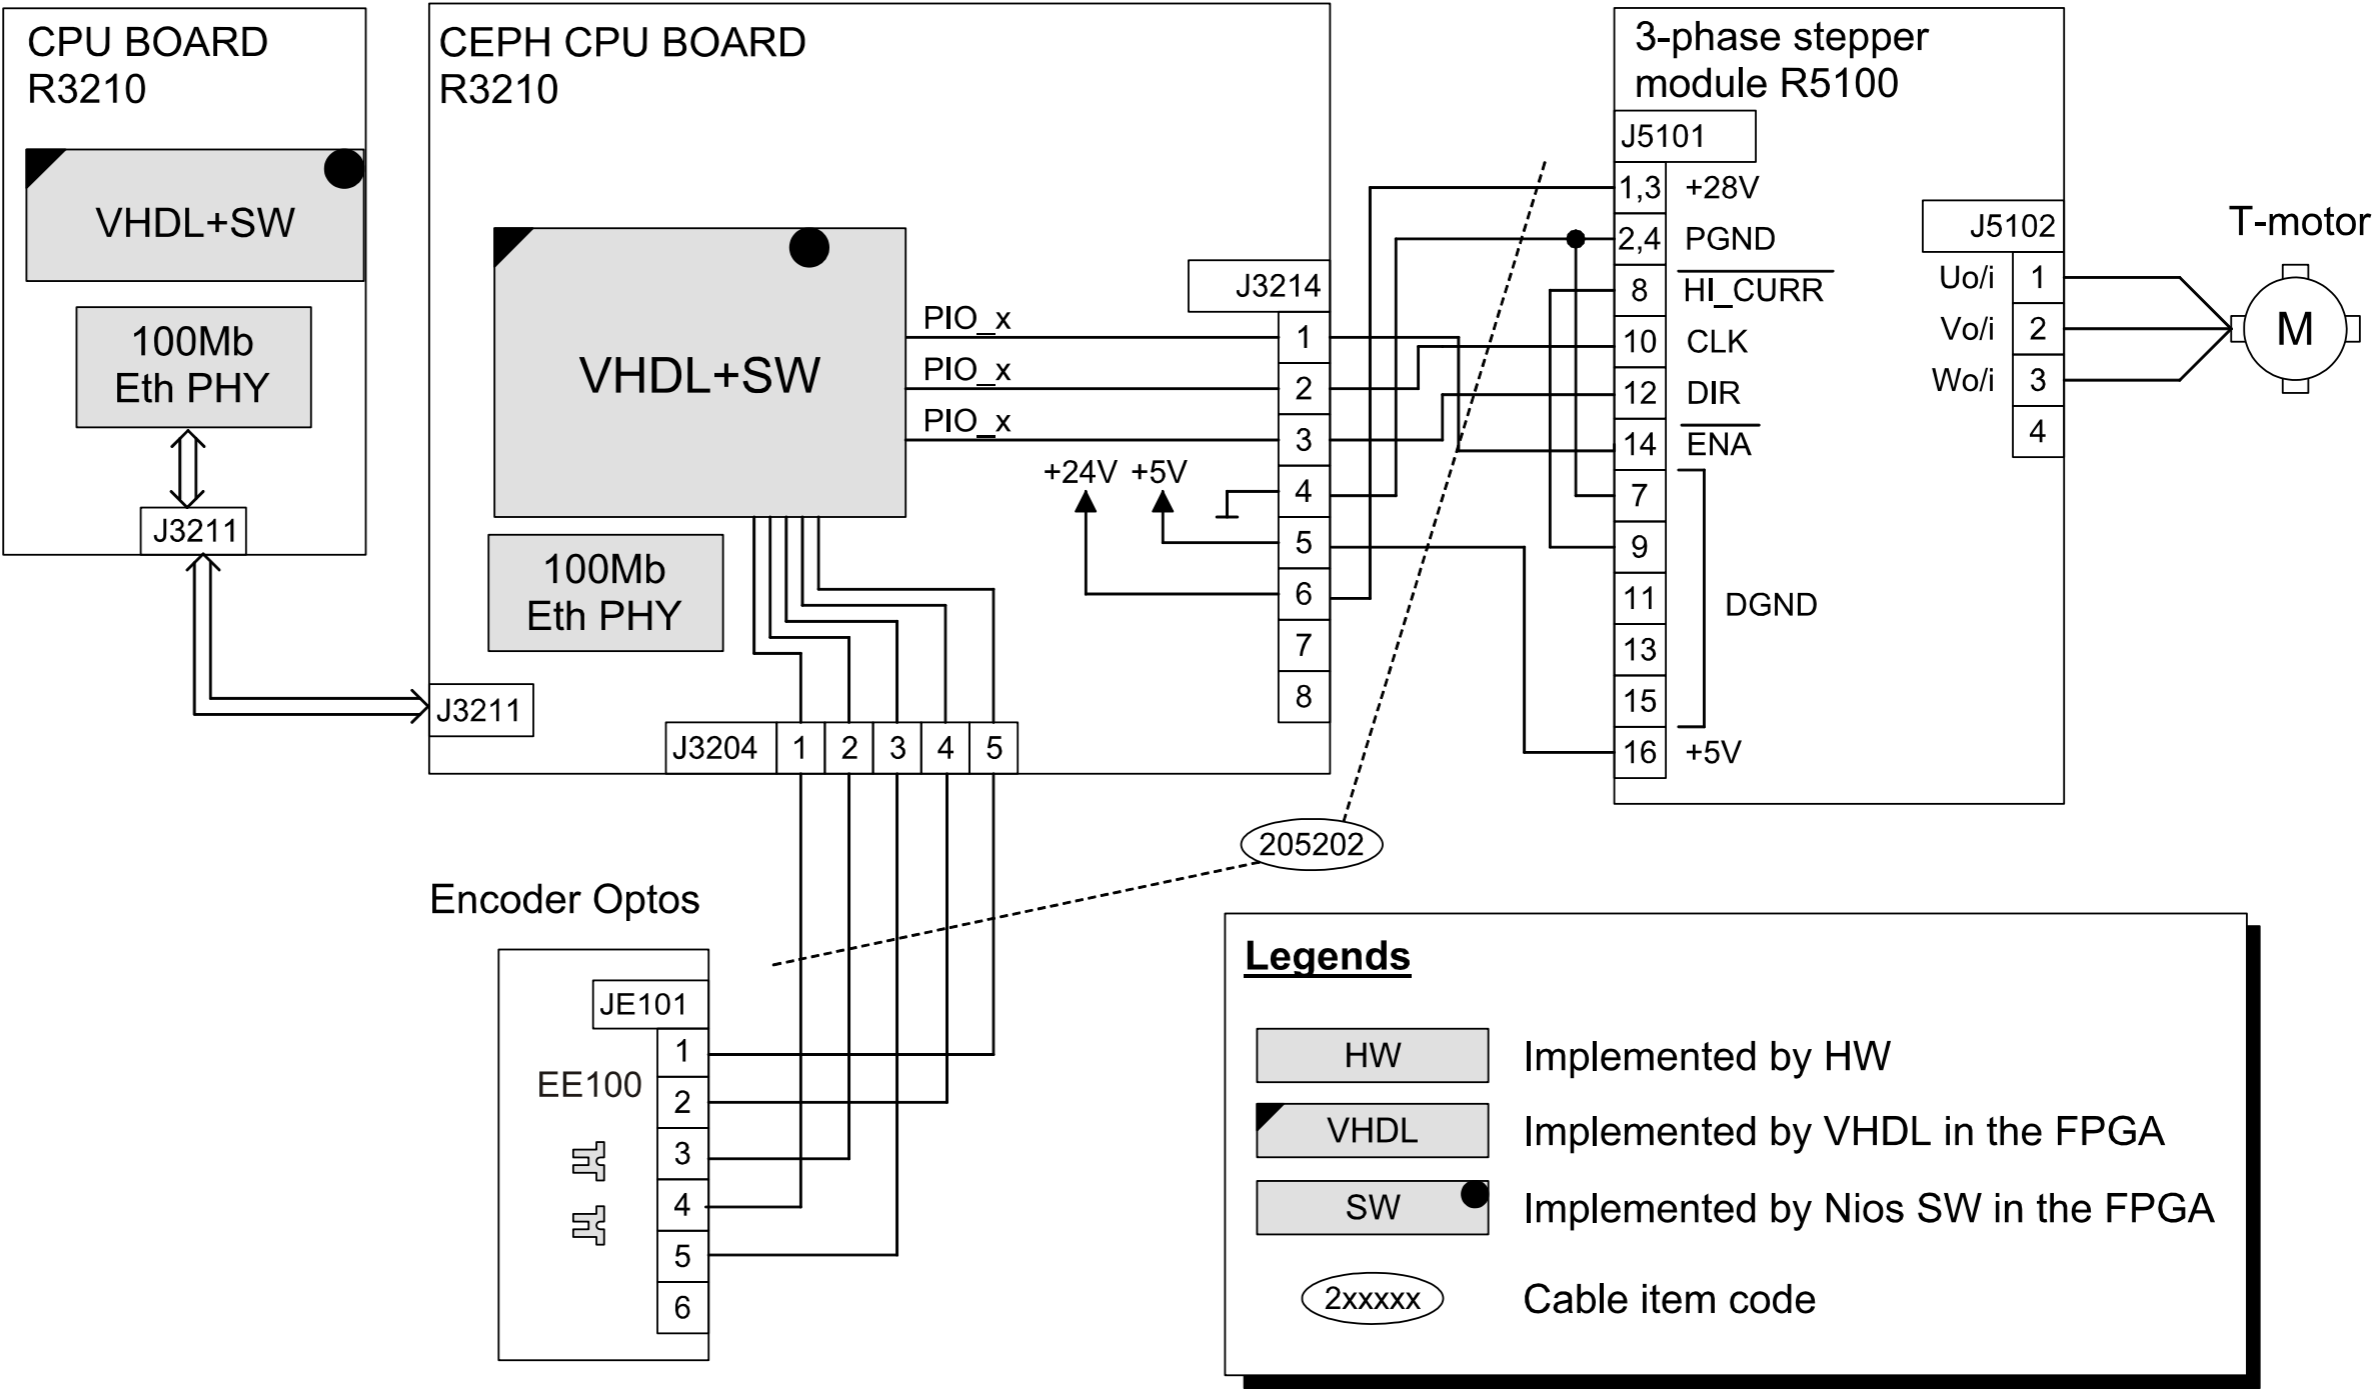 CPU BOARD
R3210
VHDL+SW
100Mb
Eth PHY
J3211
CEPH CPU BOARD
R3210
VHDL+SW
100Mb
Eth PHY
J3211
PIO_x
PIO_x
PIO_x
+24V +5V
J3214
1
2
3
4
5
6
7
8
J3204 1 2 3 4 5
3-phase stepper
module R5100
J5101
1,3 +28V
2,4 PGND
8 HI_CURR
10 CLK
12 DIR
14 ENA
7
9
11
13
15
DGND
16 +5V
J5102
Uo/i 1
Vo/i 2
Wo/i 3
4
T-motor
M
205202
Encoder Optos
JE101
EE100
1
2
3
4
5
6
Legends
HW Implemented by HW
VHDL Implemented by VHDL in the FPGA
SW Implemented by Nios SW in the FPGA
2xxxxx Cable item code